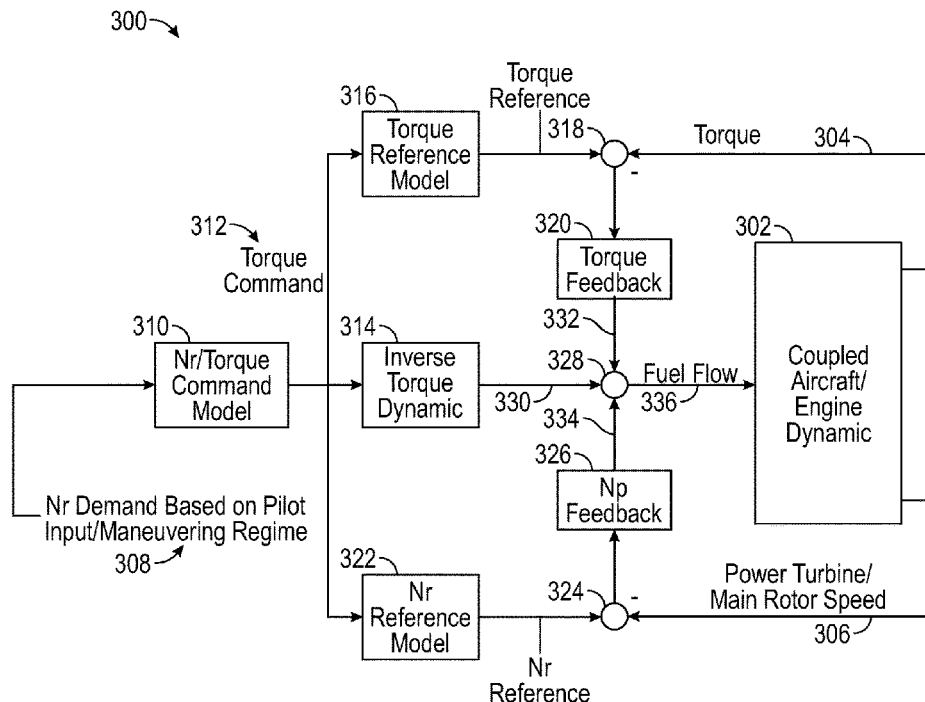 300
316
Torque
Reference
Model
Torque
Reference
318
Torque
304
-
312
Torque
Command
320
Torque
Feedback
302
310
Nr/Torque
Command
Model
314
Inverse
Torque
Dynamic
332
328
330
334
Fuel Flow
336
Coupled
Aircraft/
Engine
Dynamic
326
Np
Feedback
Nr Demand Based on Pilot
Input/Maneuvering Regime
308
322
Nr
Reference
Model
324
-
Power Turbine/
Main Rotor Speed
306
Nr
Reference